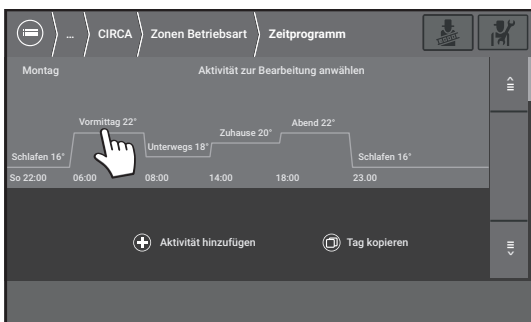 … CIRCA Zonen Betriebsart Zeitprogramm
Montag Aktivität zur Bearbeitung anwählen
Vormittag 22° Abend 22°
Zuhause 20°
Unterwegs 18°
Schlafen 16° Schlafen 16°
So 22:00 06:00 08:00 14:00 18:00 23.00
Aktivität hinzufügen Tag kopieren